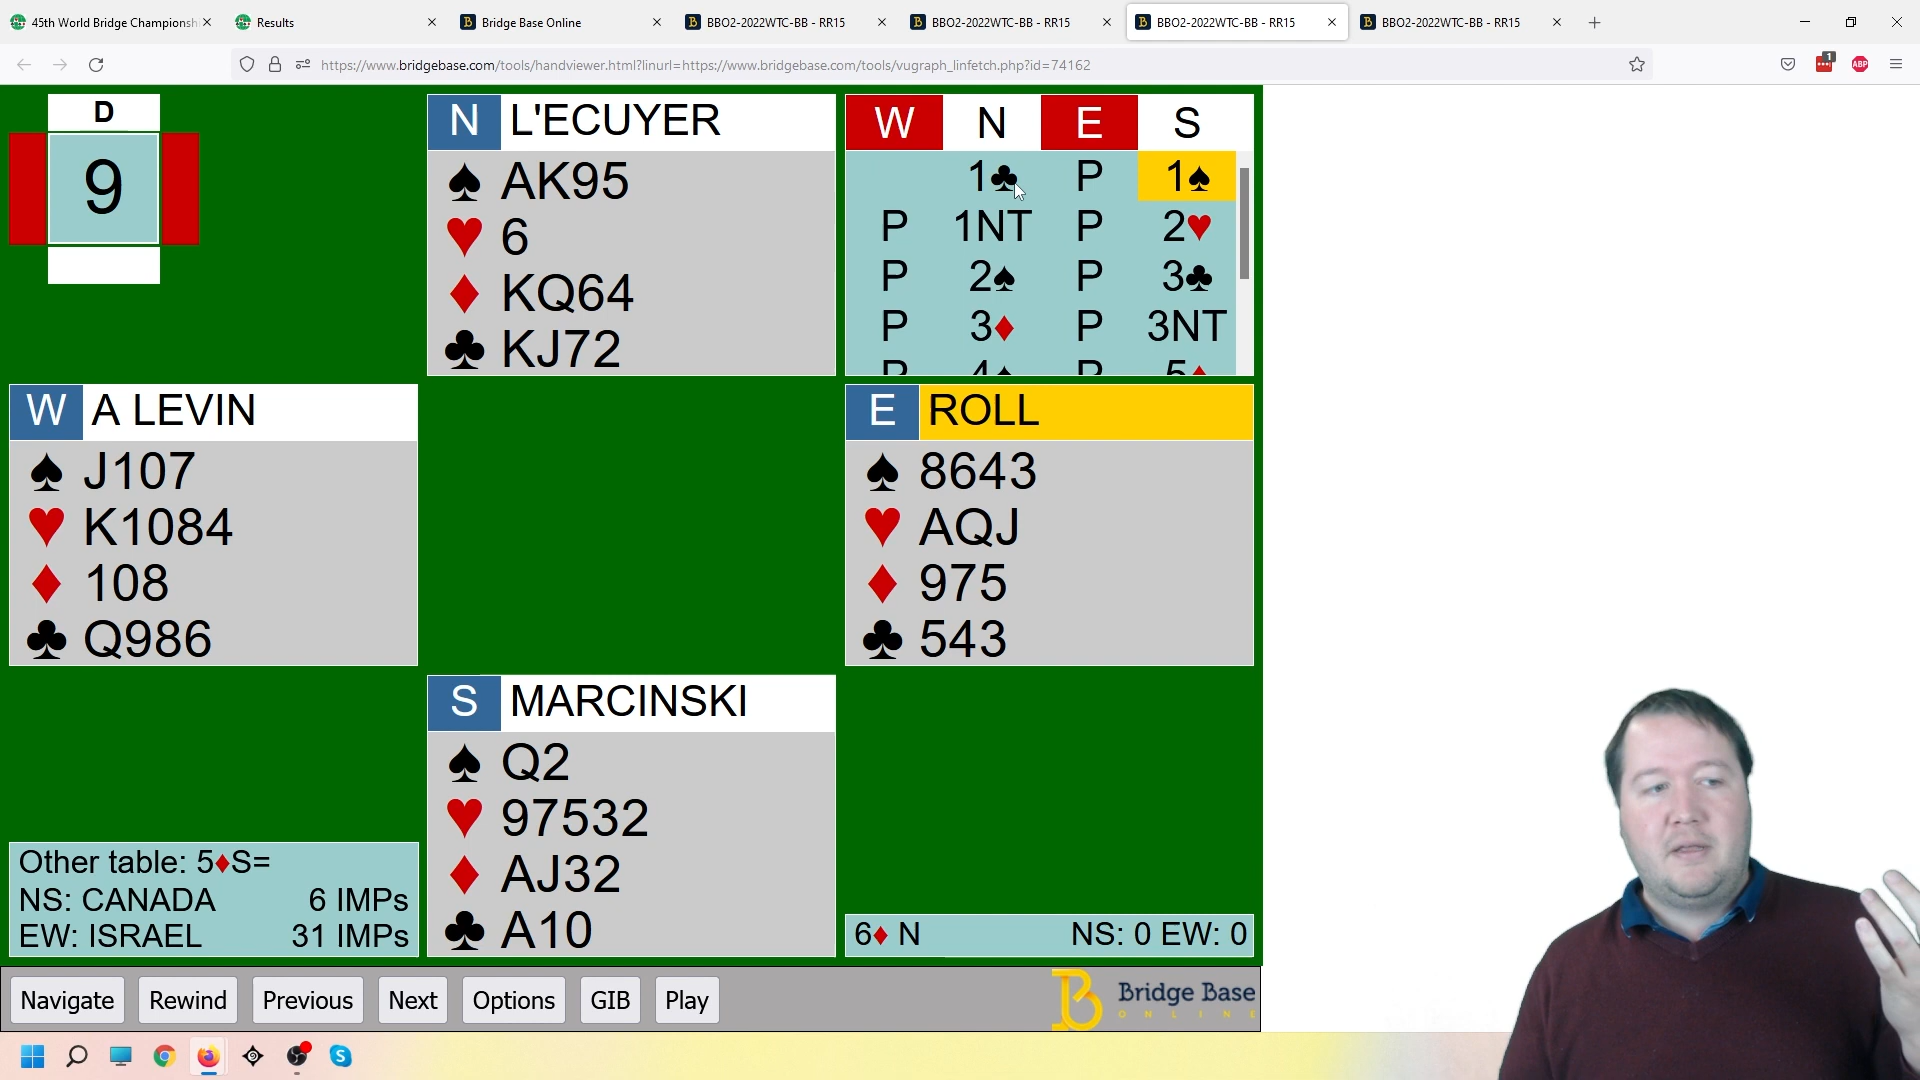 45th World Bridge Championsh
Results
Bridge Base Online
BBO2-2022WTC-BB - RR15
BBO2-2022WTC-BB - RR15
BBO2-2022WTC-BB - RR15
BBO2-2022WTC-BB - RR15
https://www.bridgebase.com/tools/handviewer.html?linurl=https://www.bridgebase.com/tools/vugraph_linfetch.php?id=74162
1
ABP
D
9
N L'ECUYER
♠ AK95
♥ 6
♦ KQ64
♣ KJ72
W N E S
1♣ P 1♠
P 1NT P 2♥
P 2♠ P 3♣
P 3♦ P 3NT
P 4♠ P 5♦
W A LEVIN
♠ J107
♥ K1084
♦ 108
♣ Q986
E ROLL
♠ 8643
♥ AQJ
♦ 975
♣ 543
S MARCINSKI
♠ Q2
♥ 97532
♦ AJ32
♣ A10
Other table: 5♦S=
NS: CANADA 6 IMPs
EW: ISRAEL 31 IMPs
6♦ N NS: 0 EW: 0
Navigate
Rewind
Previous
Next
Options
GIB
Play
Bridge Base
ONLINE